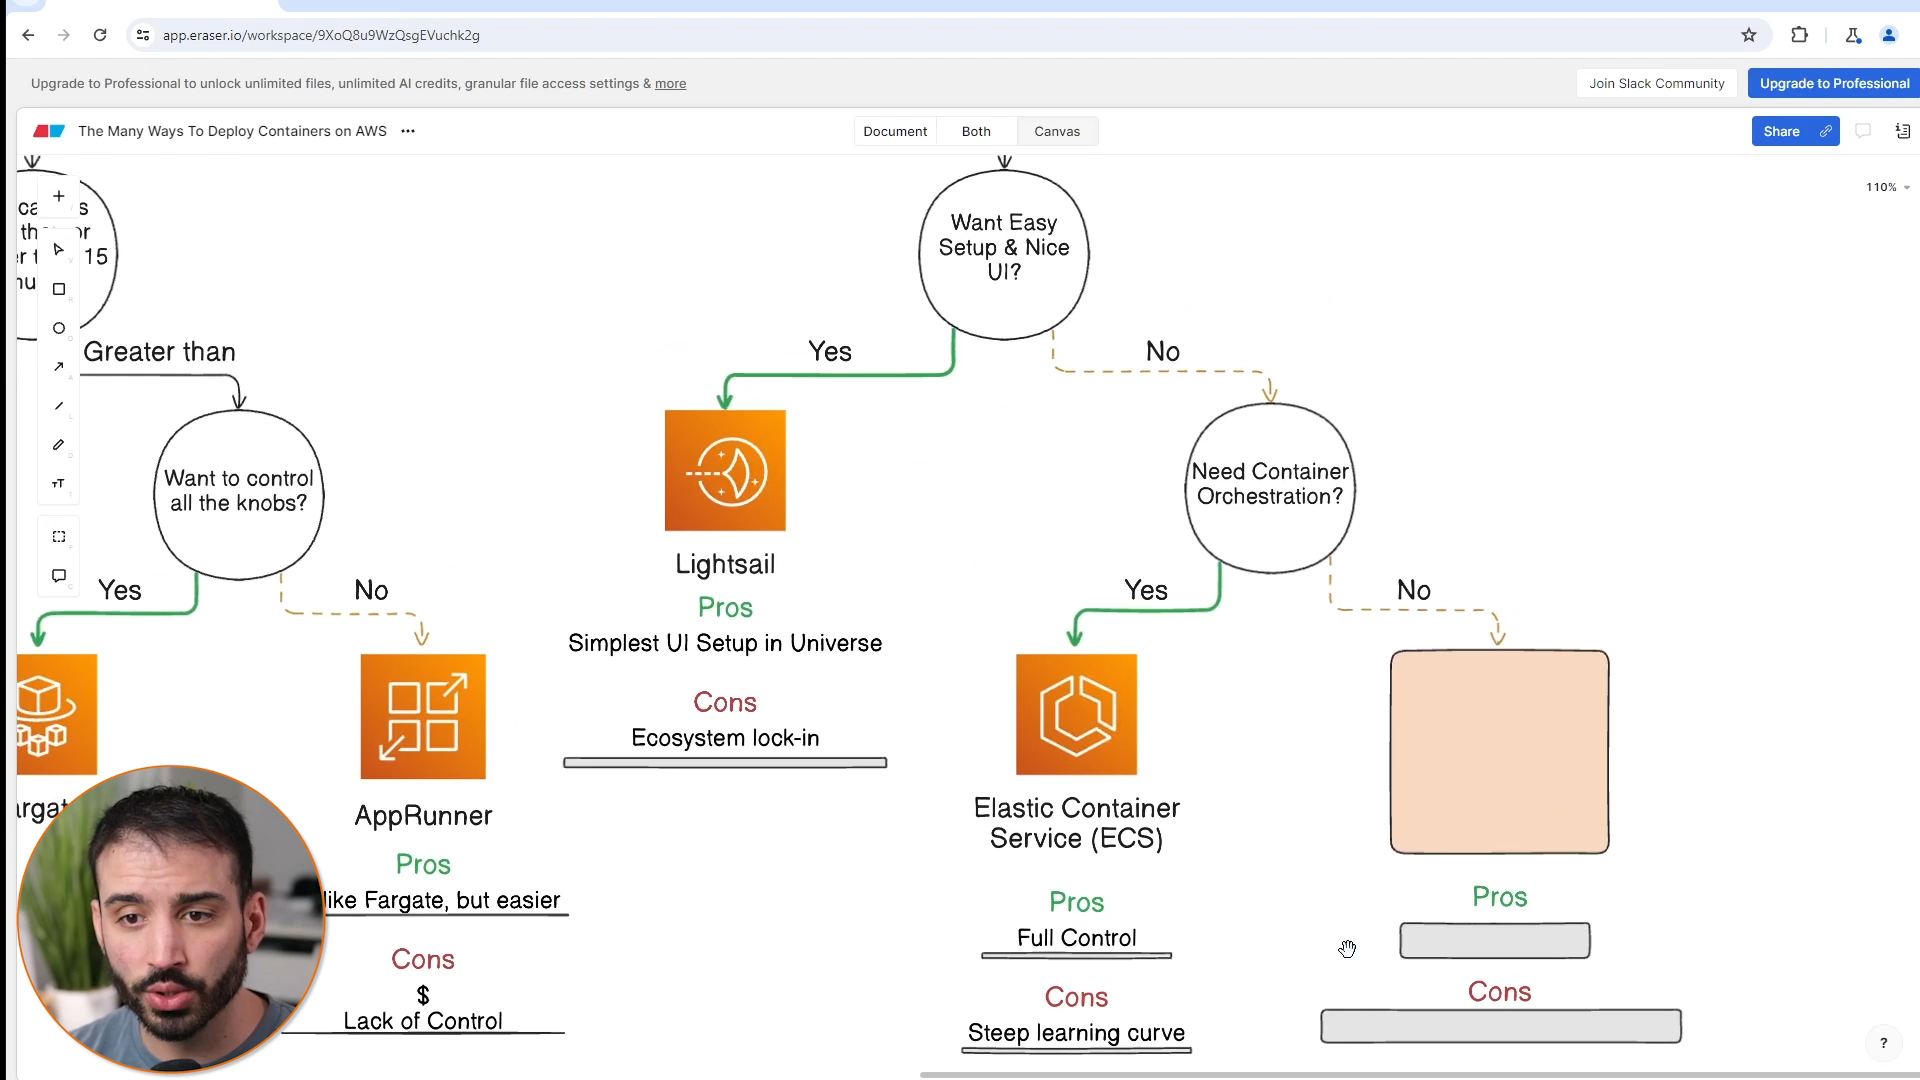 app.eraser.io/workspace/9XoQ8u9WzQsgEVuchk2g
Upgrade to Professional to unlock unlimited files, unlimited AI credits, granular file access settings & more
Join Slack Community
Upgrade to Professional
The Many Ways To Deploy Containers on AWS
Document
Both
Canvas
Share
110%
15
Want Easy
Setup & Nice
UI?
Greater than
Yes
No
Want to control
all the knobs?
Need Container
Orchestration?
Yes
No
Lightsail
Pros
Simplest UI Setup in Universe
Cons
Ecosystem lock-in
Yes
No
AppRunner
Pros
like Fargate, but easier
Cons
$
Lack of Control
Elastic Container
Service (ECS)
Pros
Full Control
Cons
Steep learning curve
Pros
Cons
?